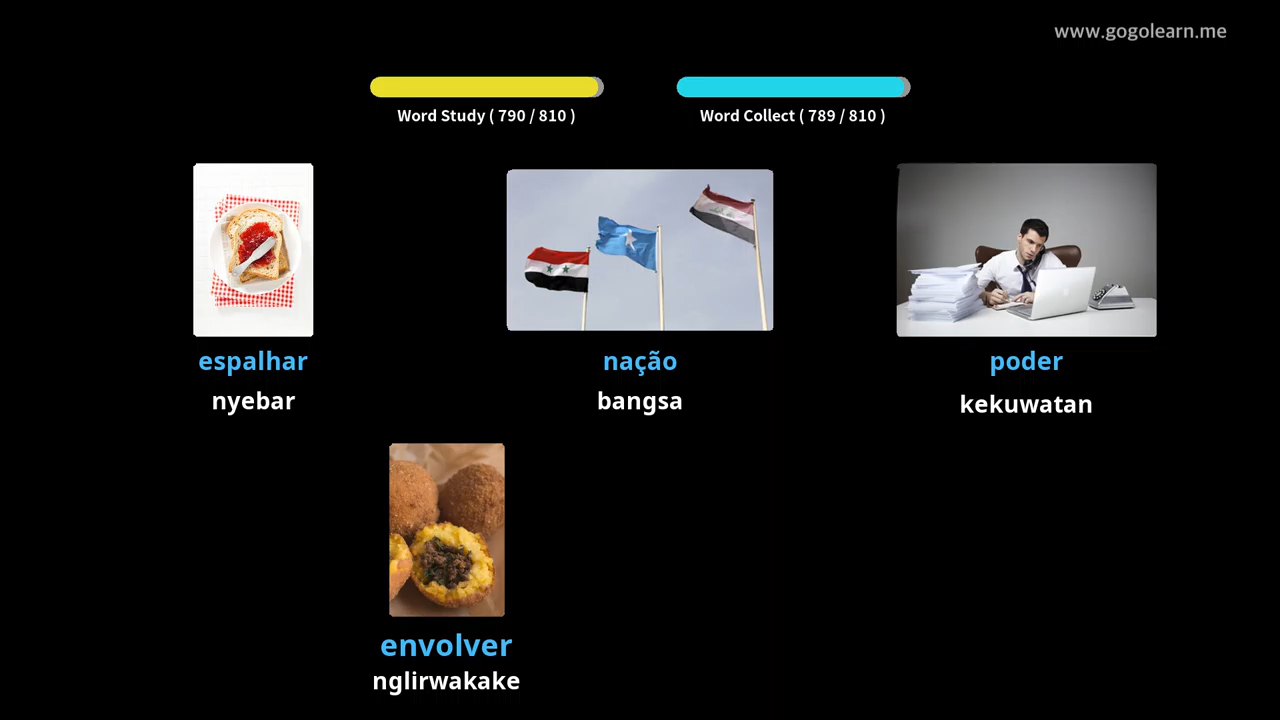 www.gogolearn.me
Word Study ( 790 / 810 )
Word Collect ( 789 / 810 )
espalhar
nyebar
nação
bangsa
poder
kekuwatan
envolver
nglirwakake